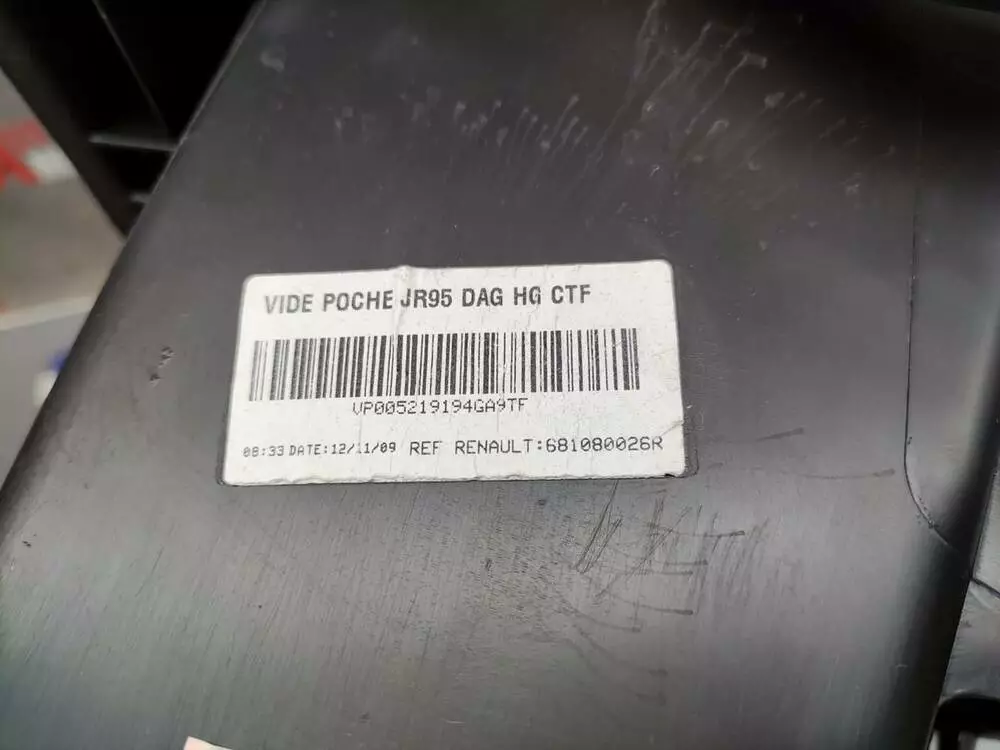 VIDE POCHE JR95 DAG HG CTF
VP005219194GA9TF
08:33 DATE:12/11/09 REF RENAULT:681080026R